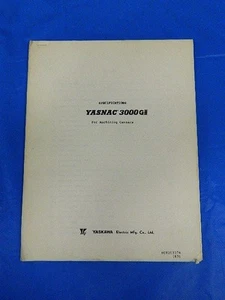 SPECIFICATIONS
YASNAC 3000G
for Machining Centers
YASKAWA Electric Mfg. Co., Ltd.